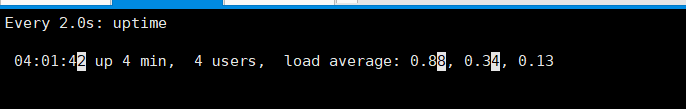 Every 2.0s: uptime
04:01:42 up 4 min,  4 users,  load average: 0.88, 0.34, 0.13